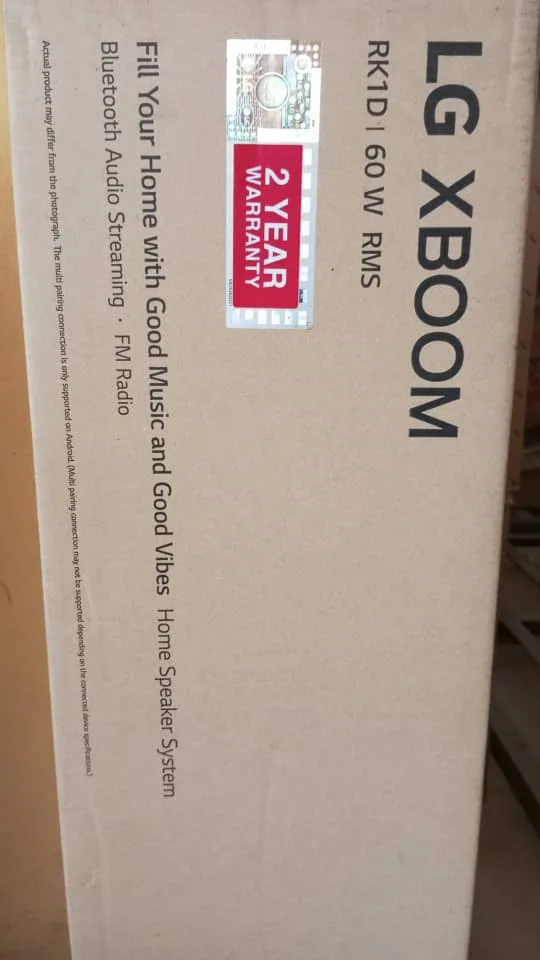 LG XBOOM
RK1D | 60 W RMS
2 YEAR
WARRANTY
Fill Your Home with Good Music and Good Vibes Home Speaker System
Bluetooth Audio Streaming · FM Radio
Actual product may differ from the photograph. The multi pairing connection is only supported on Android. (Multi pairing connection may not be supported depending on the connected device specifications.)